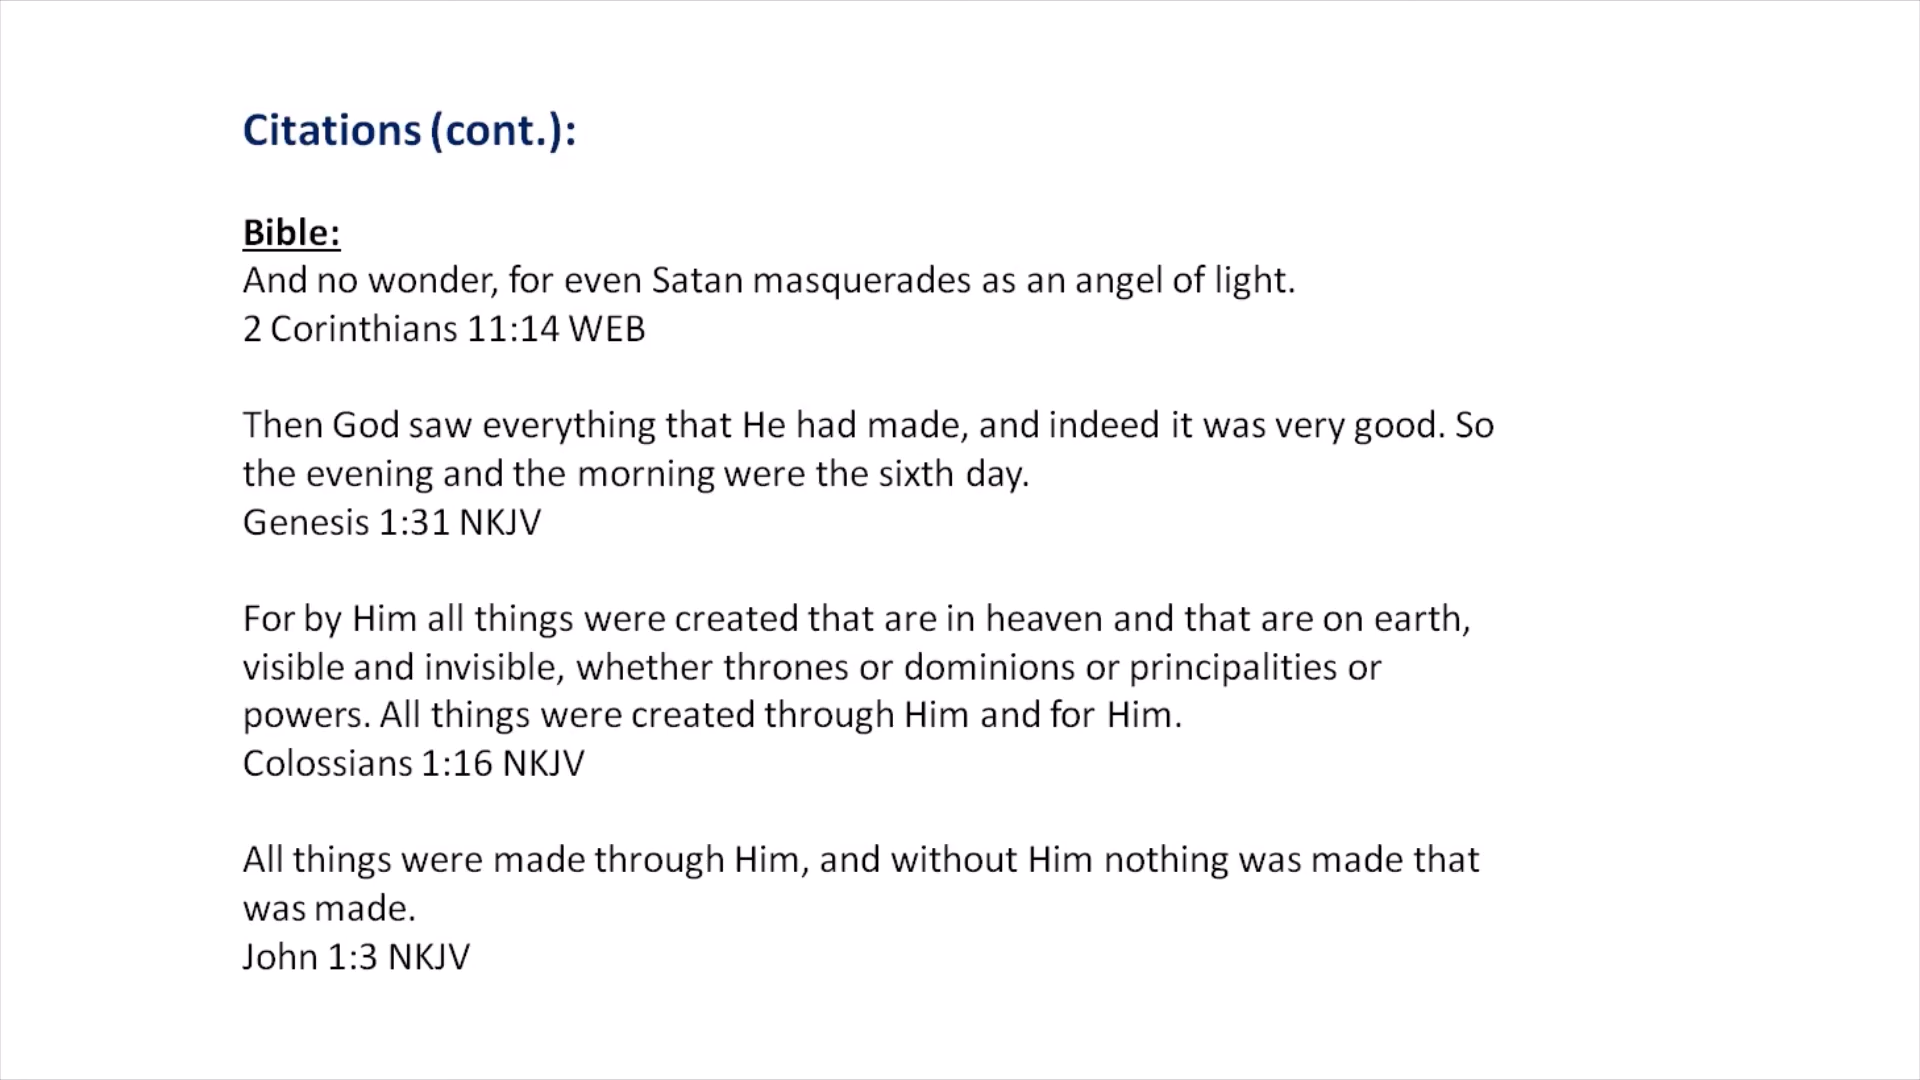 Citations (cont.):
Bible:
And no wonder, for even Satan masquerades as an angel of light.
2 Corinthians 11:14 WEB
Then God saw everything that He had made, and indeed it was very good. So
the evening and the morning were the sixth day.
Genesis 1:31 NKJV
For by Him all things were created that are in heaven and that are on earth,
visible and invisible, whether thrones or dominions or principalities or
powers. All things were created through Him and for Him.
Colossians 1:16 NKJV
All things were made through Him, and without Him nothing was made that
was made.
John 1:3 NKJV